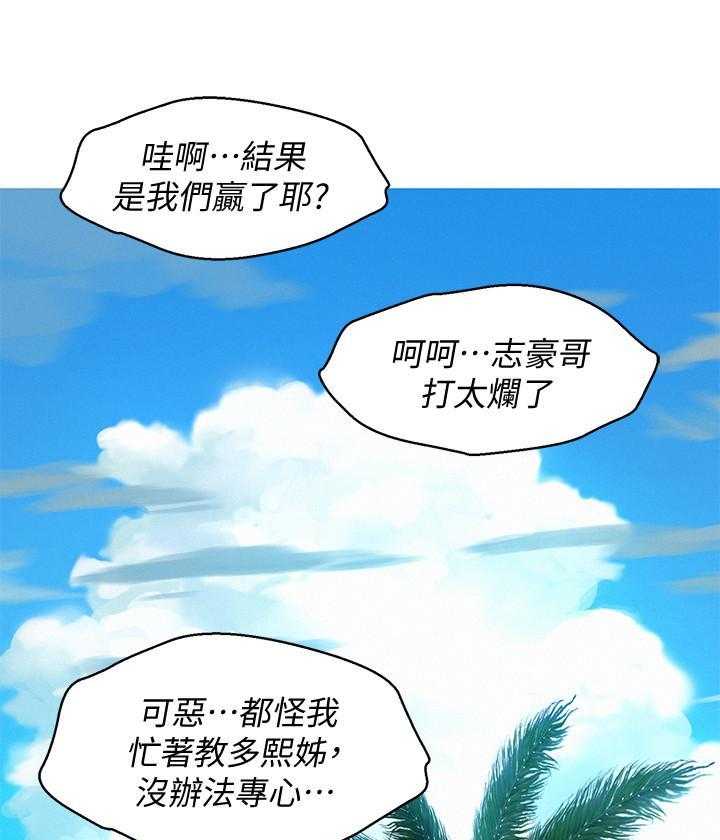 哇啊⋯結果
是我們贏了耶?
呵呵⋯志豪哥
打太爛了
可惡⋯都怪我
忙著教多熙姊,
沒辦法專心⋯